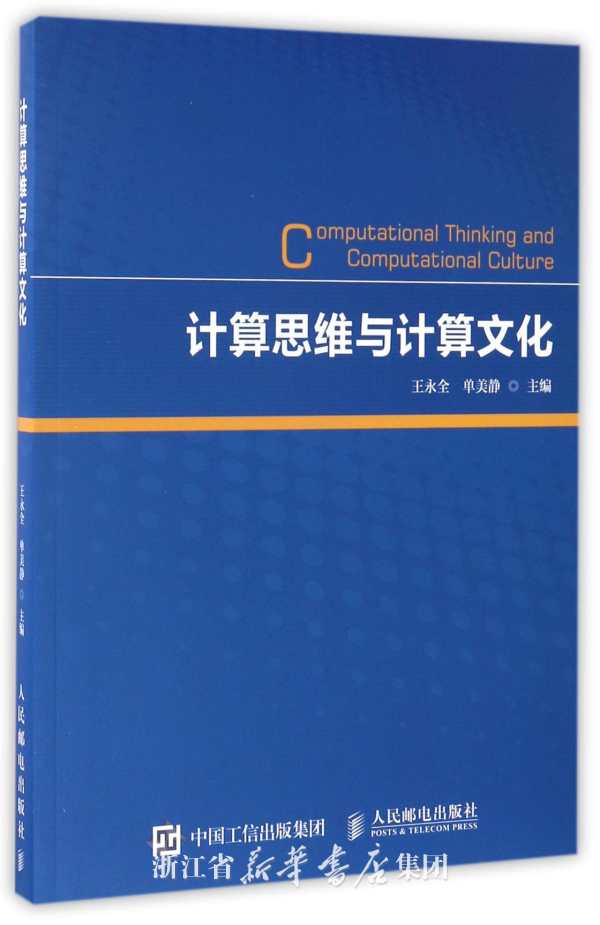 Computational Thinking and
Computational Culture
计算思维与计算文化
王永全 单美静 主编
中国工信出版集团 人民邮电出版社
POSTS & TELECOM PRESS
浙江省新華書店集团
计算思维与计算文化
王永全 单美静 主编
人民邮电出版社